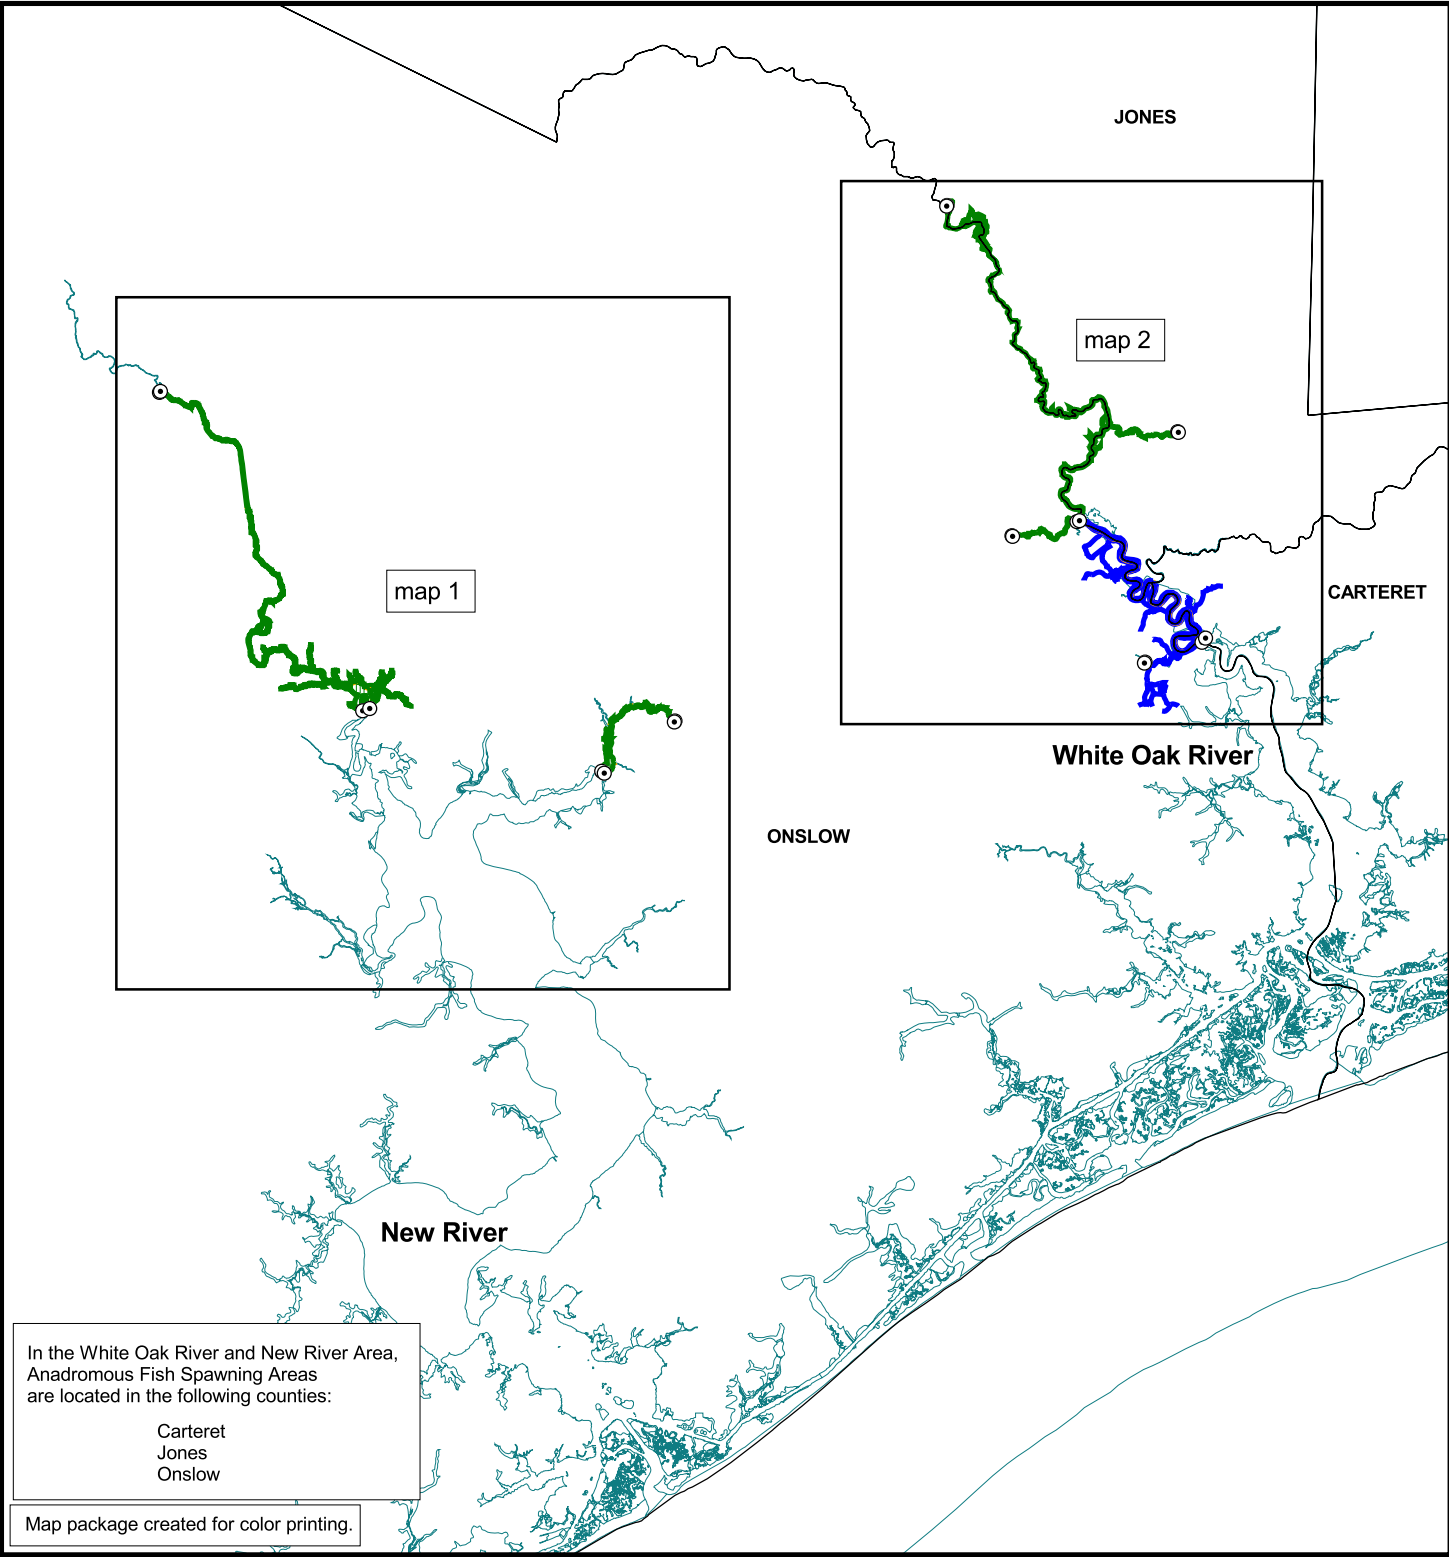 JONES
map 2
map 1
CARTERET
White Oak River
ONSLOW
New River
In the White Oak River and New River Area,
Anadromous Fish Spawning Areas
are located in the following counties:
Carteret
Jones
Onslow
Map package created for color printing.